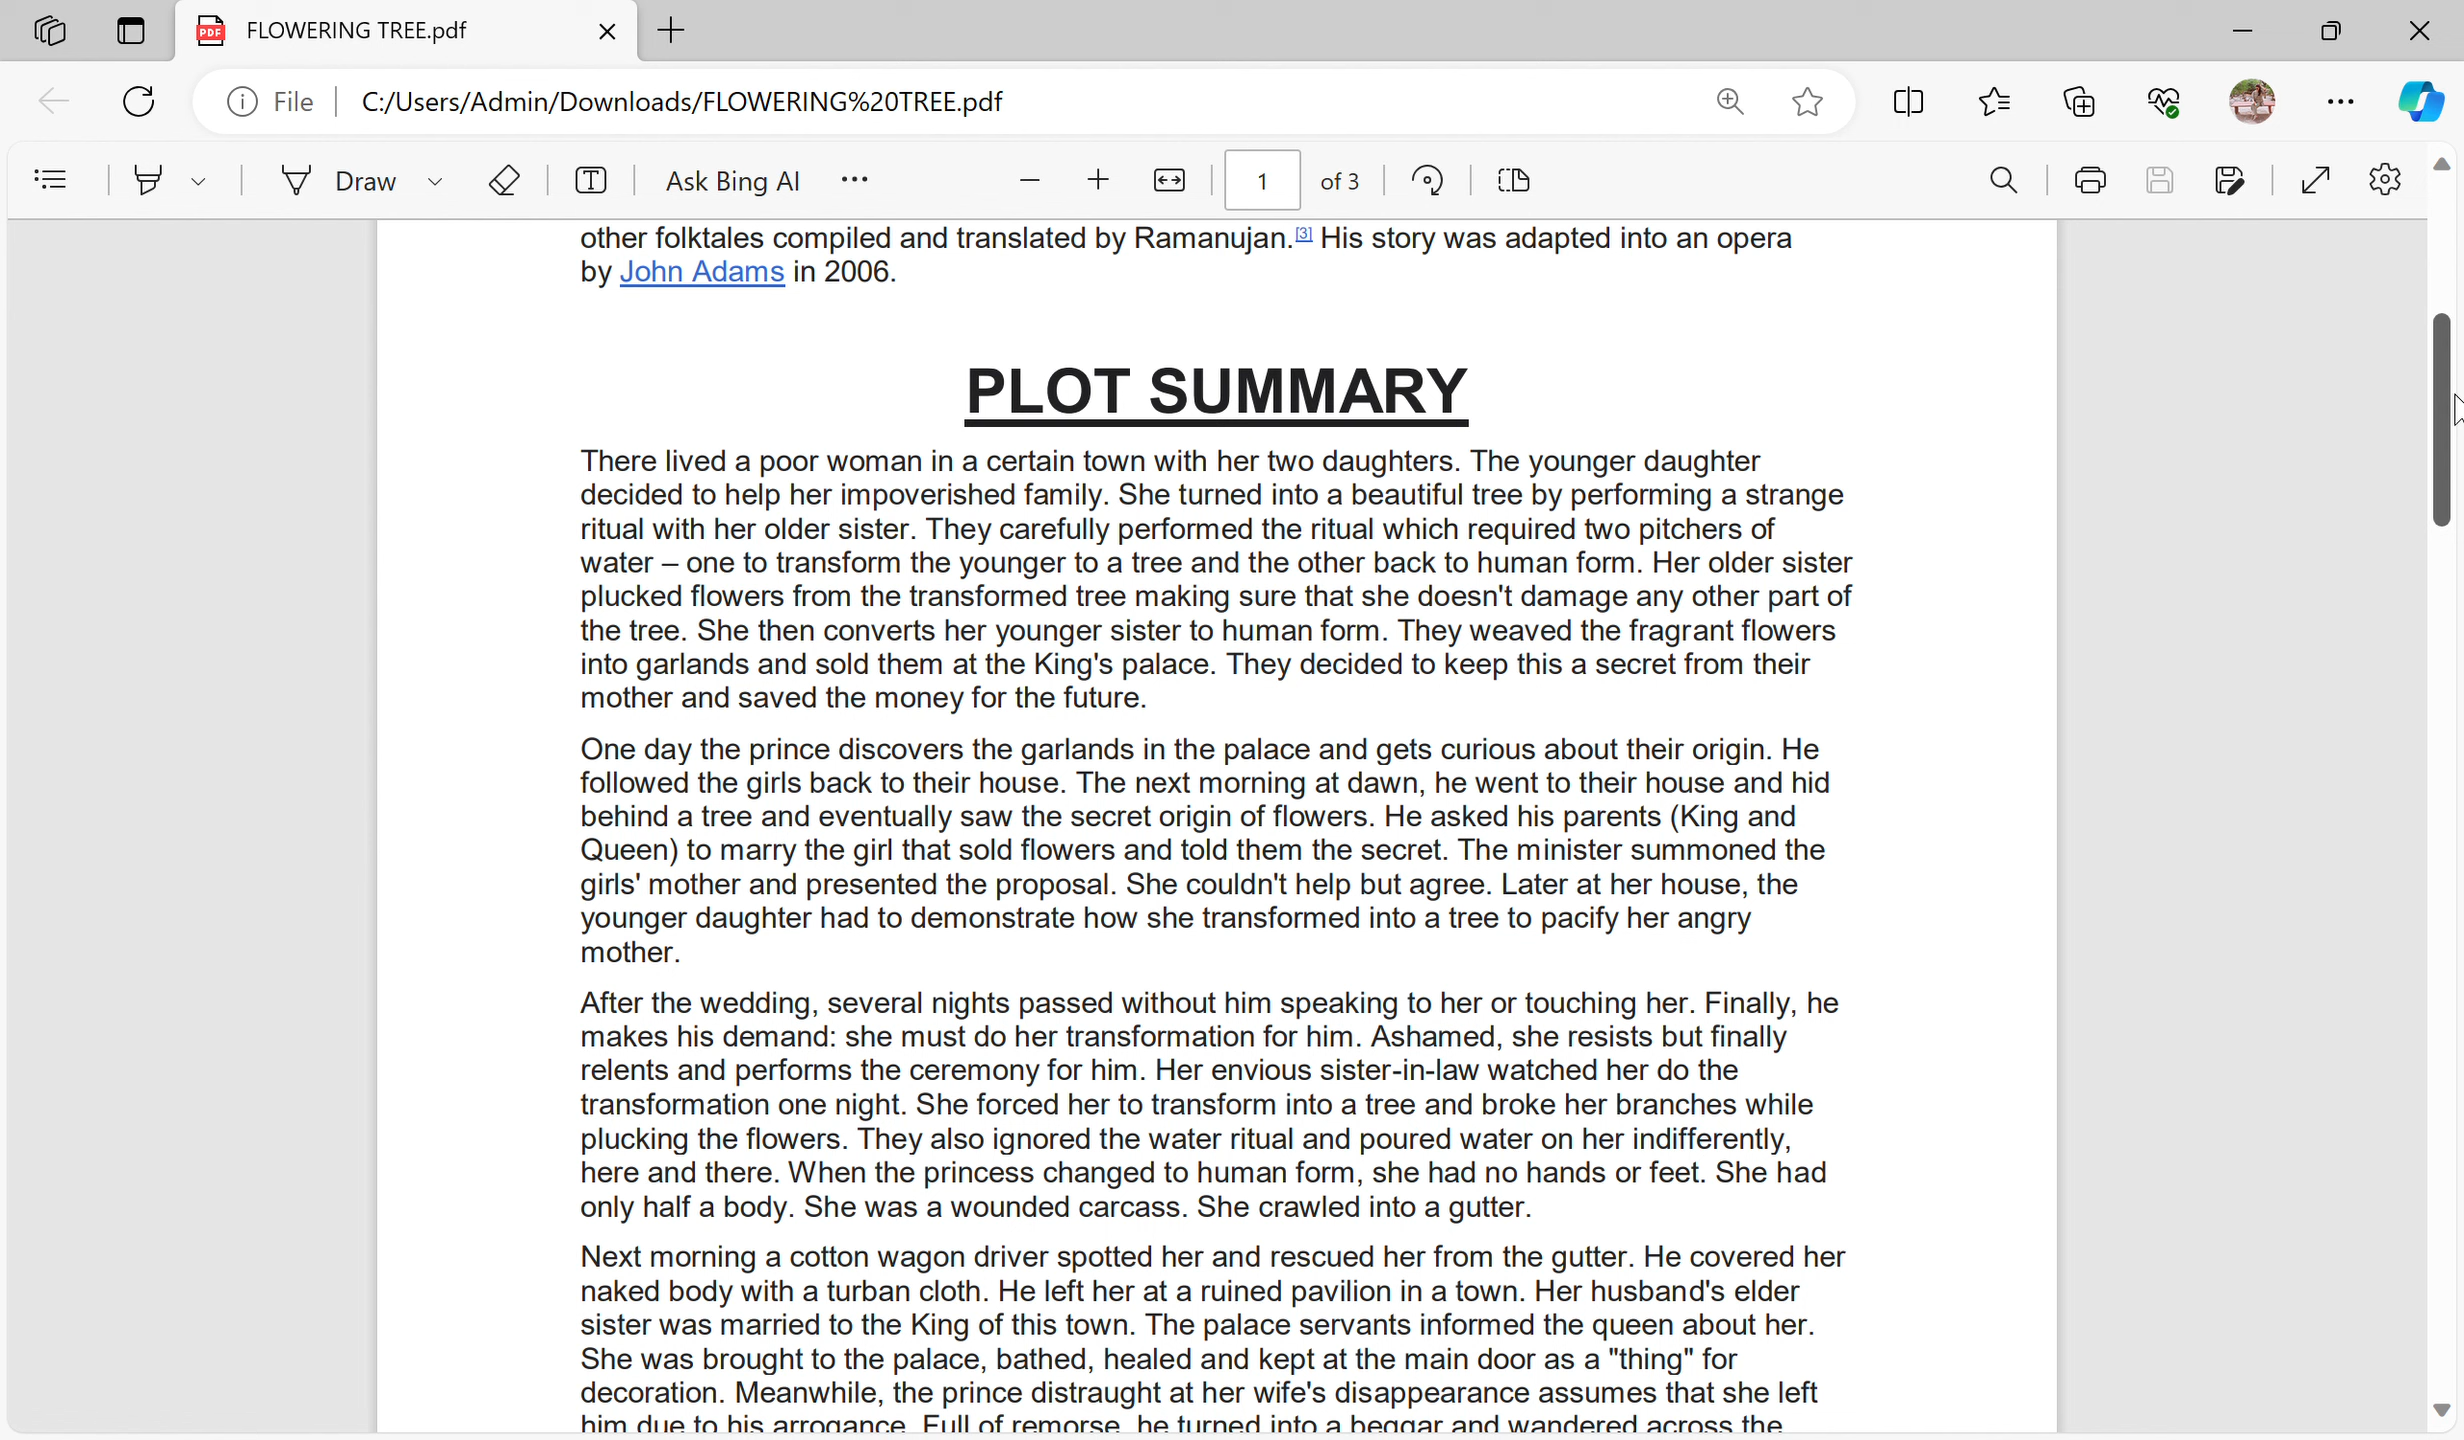 FLOWERING TREE.pdf
File C:/Users/Admin/Downloads/FLOWERING%20TREE.pdf
Draw Ask Bing AI 1 of 3
other folktales compiled and translated by Ramanujan.[3] His story was adapted into an opera
by John Adams in 2006.
PLOT SUMMARY
There lived a poor woman in a certain town with her two daughters. The younger daughter
decided to help her impoverished family. She turned into a beautiful tree by performing a strange
ritual with her older sister. They carefully performed the ritual which required two pitchers of
water – one to transform the younger to a tree and the other back to human form. Her older sister
plucked flowers from the transformed tree making sure that she doesn't damage any other part of
the tree. She then converts her younger sister to human form. They weaved the fragrant flowers
into garlands and sold them at the King's palace. They decided to keep this a secret from their
mother and saved the money for the future.
One day the prince discovers the garlands in the palace and gets curious about their origin. He
followed the girls back to their house. The next morning at dawn, he went to their house and hid
behind a tree and eventually saw the secret origin of flowers. He asked his parents (King and
Queen) to marry the girl that sold flowers and told them the secret. The minister summoned the
girls' mother and presented the proposal. She couldn't help but agree. Later at her house, the
younger daughter had to demonstrate how she transformed into a tree to pacify her angry
mother.
After the wedding, several nights passed without him speaking to her or touching her. Finally, he
makes his demand: she must do her transformation for him. Ashamed, she resists but finally
relents and performs the ceremony for him. Her envious sister-in-law watched her do the
transformation one night. She forced her to transform into a tree and broke her branches while
plucking the flowers. They also ignored the water ritual and poured water on her indifferently,
here and there. When the princess changed to human form, she had no hands or feet. She had
only half a body. She was a wounded carcass. She crawled into a gutter.
Next morning a cotton wagon driver spotted her and rescued her from the gutter. He covered her
naked body with a turban cloth. He left her at a ruined pavilion in a town. Her husband's elder
sister was married to the King of this town. The palace servants informed the queen about her.
She was brought to the palace, bathed, healed and kept at the main door as a "thing" for
decoration. Meanwhile, the prince distraught at her wife's disappearance assumes that she left
him due to his arrogance. Full of remorse, he turned into a beggar and wandered across the